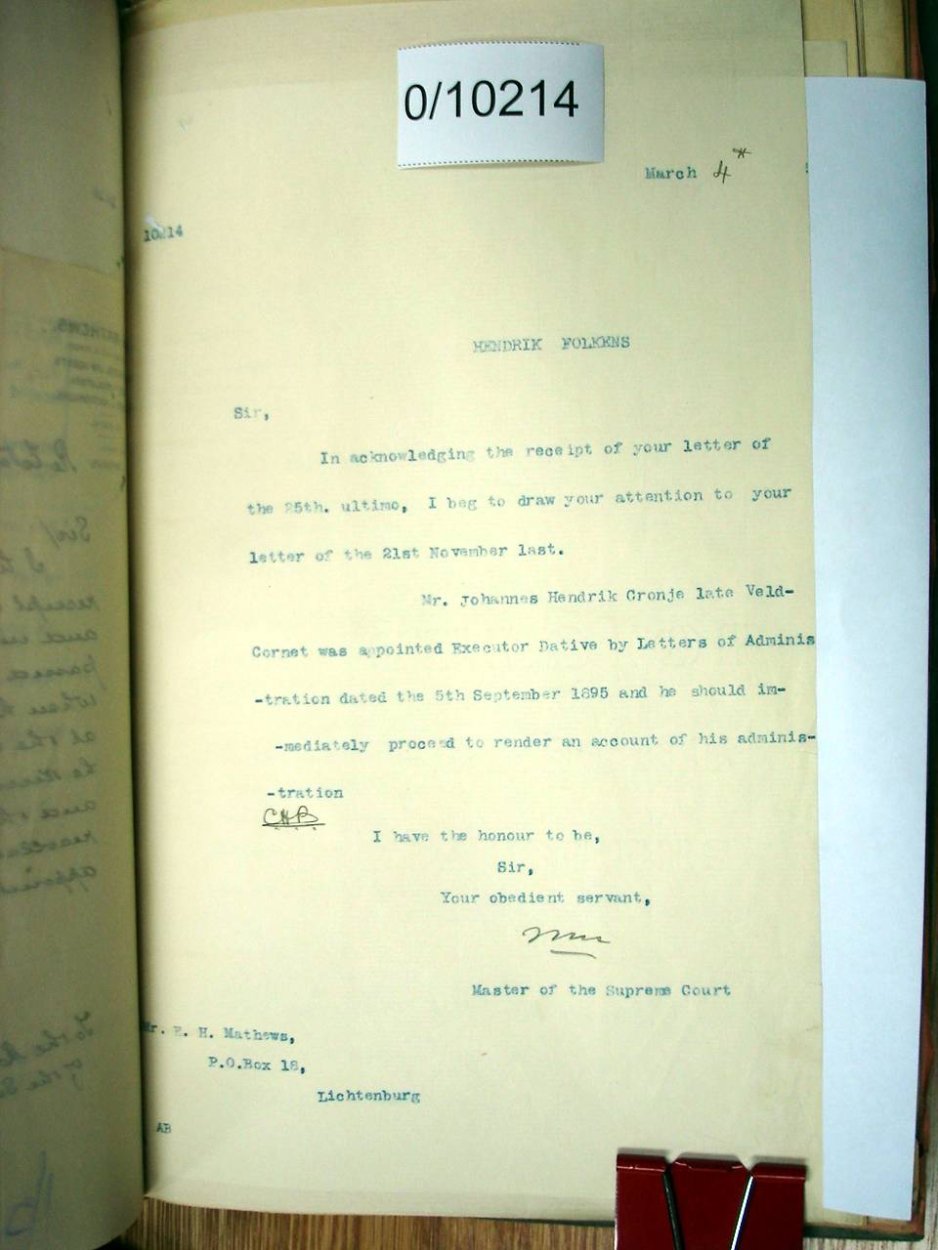 0/10214
March 4th
10214
HENDRIK FOLKENS
Sir,
In acknowledging the receipt of your letter of
the 25th. ultimo, I beg to draw your attention to your
letter of the 21st November last.
Mr. Johannes Hendrik Cronje late Veld-
Cornet was appointed Executor Dative by Letters of Adminis
-tration dated the 5th September 1895 and he should im-
-mediately proceed to render an account of his adminis-
-tration
CHB
I have the honour to be,
Sir,
Your obedient servant,
Master of the Supreme Court
Mr. E. H. Mathews,
P.O.Box 18,
Lichtenburg
AB